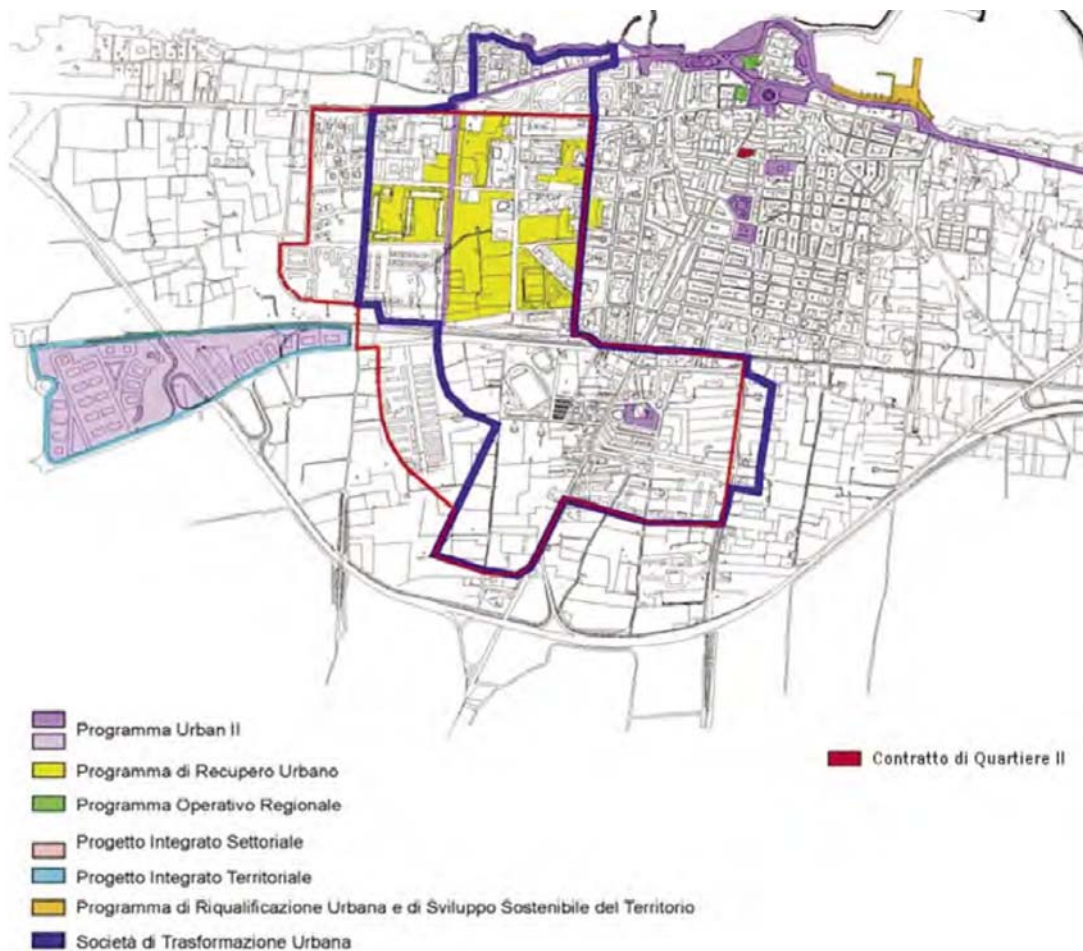 Programma Urban II
Programma di Recupero Urbano
Programma Operativo Regionale
Progetto Integrato Settoriale
Progetto Integrato Territoriale
Programma di Riqualificazione Urbana e di Sviluppo Sostenibile del Territorio
Società di Trasformazione Urbana
Contratto di Quartiere II